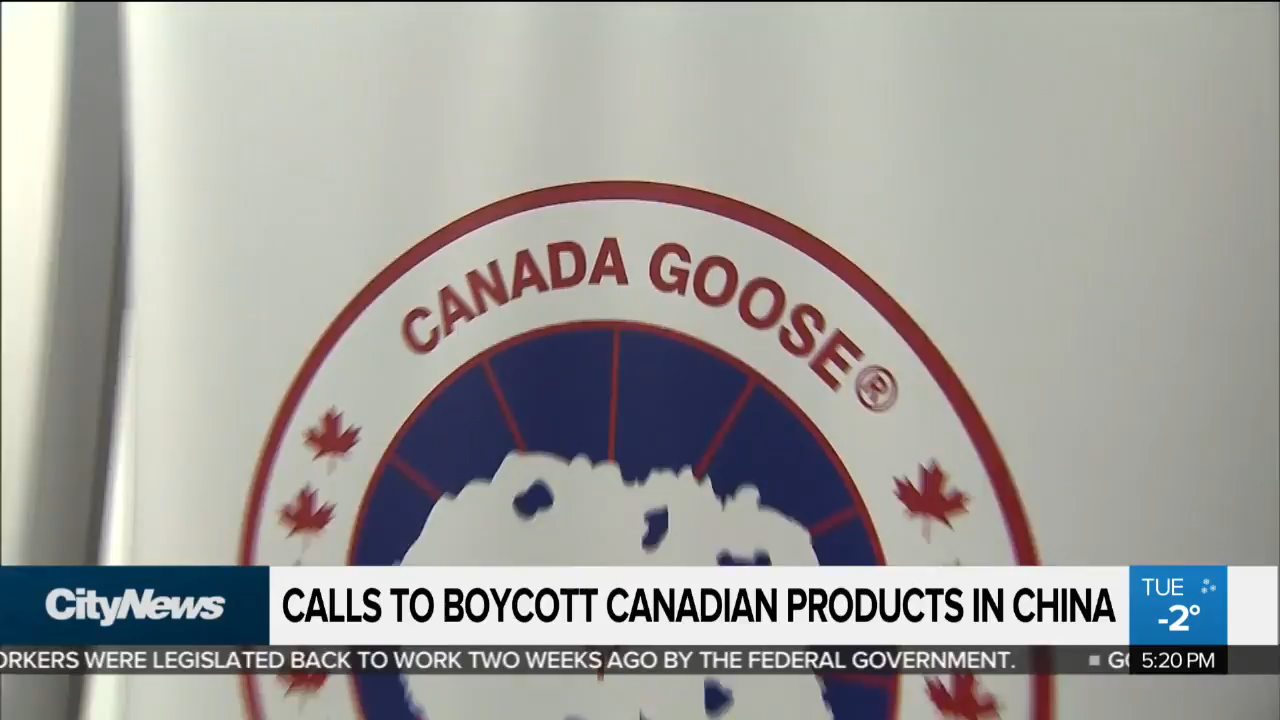 CANADA GOOSE®
CityNews
CALLS TO BOYCOTT CANADIAN PRODUCTS IN CHINA
TUE
-2°
WERE LEGISLATED BACK TO WORK TWO WEEKS AGO BY THE FEDERAL GOVERNMENT.
5:20 PM